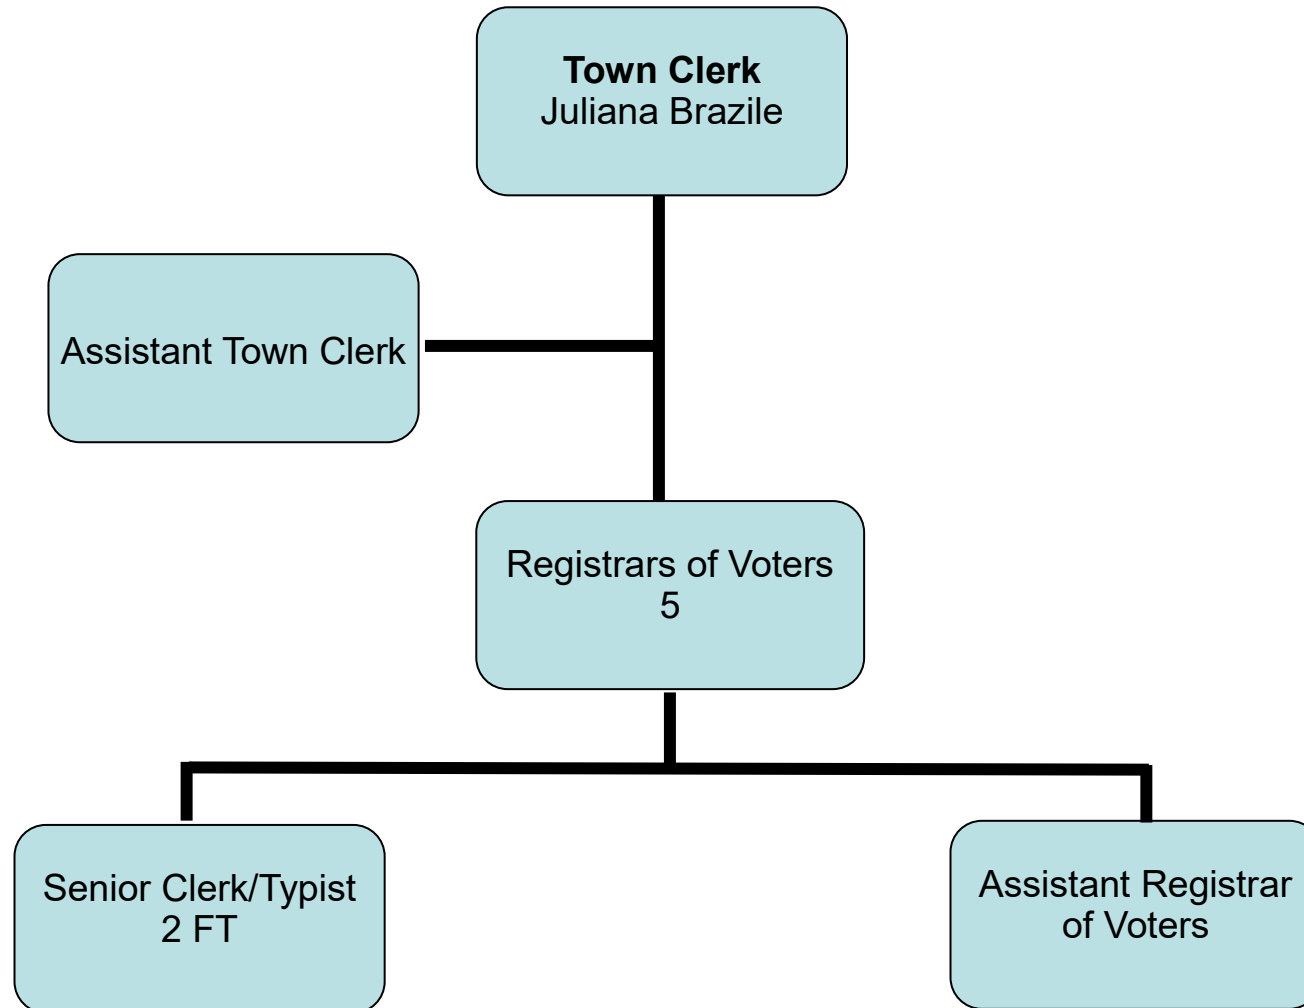 Town Clerk
Juliana Brazile
Assistant Town Clerk
Registrars of Voters
5
Senior Clerk/Typist
2 FT
Assistant Registrar
of Voters